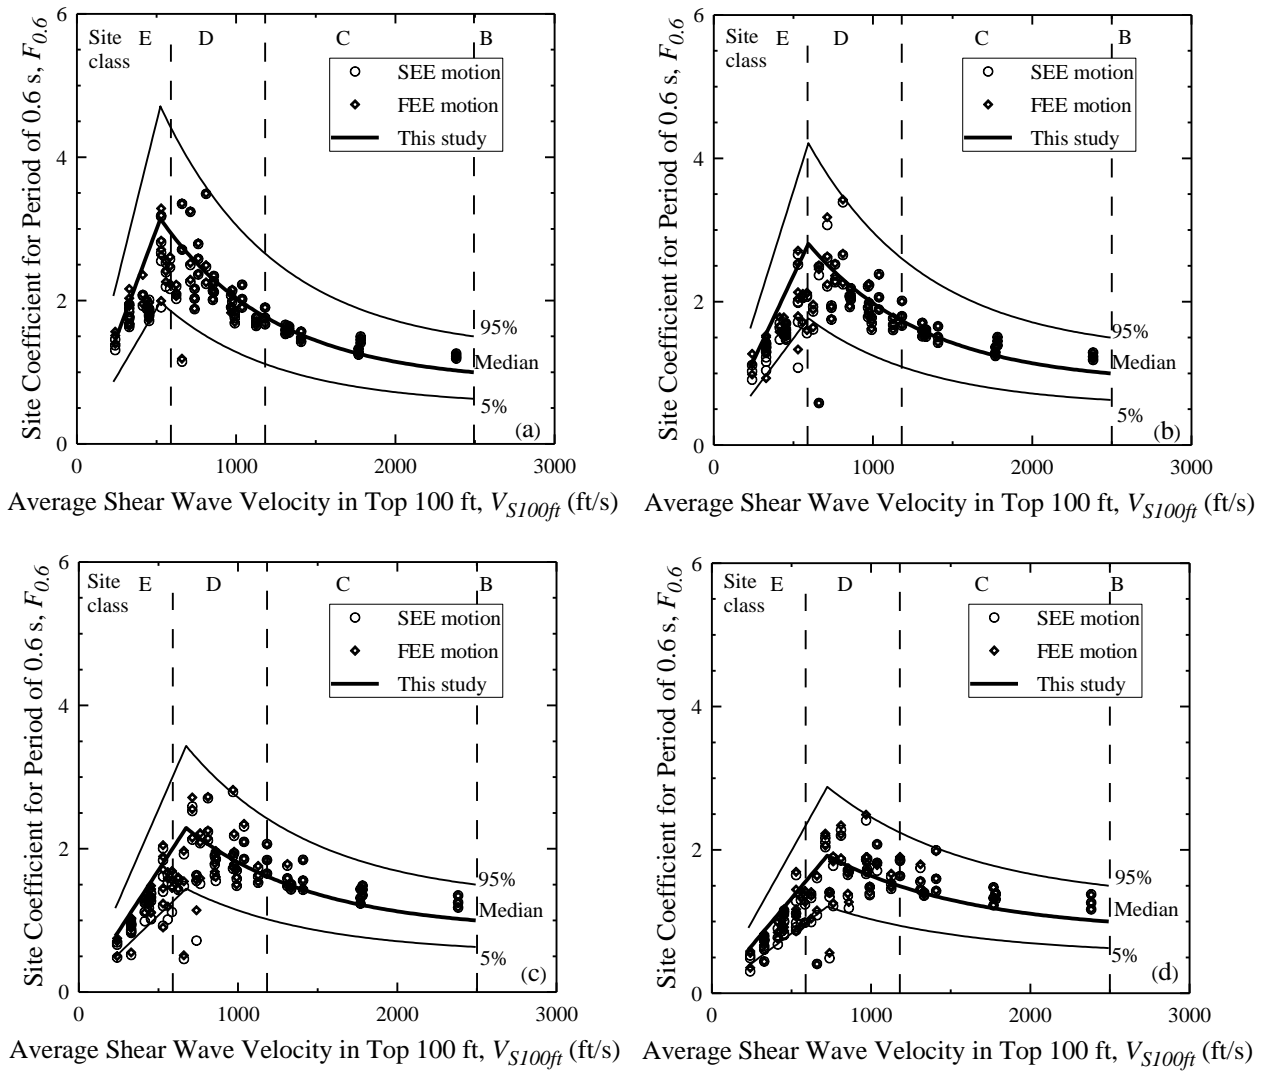 6
Site class E D C B
SEE motion
FEE motion
This study
4
2
0
95%
Median
5%
(a)
0 1000 2000 3000
Site Coefficient for Period of 0.6 s, F0.6
Average Shear Wave Velocity in Top 100 ft, VS100ft (ft/s)
6
Site class E D C B
SEE motion
FEE motion
This study
4
2
0
95%
Median
5%
(b)
0 1000 2000 3000
Site Coefficient for Period of 0.6 s, F0.6
Average Shear Wave Velocity in Top 100 ft, VS100ft (ft/s)
6
Site class E D C B
SEE motion
FEE motion
This study
4
2
0
95%
Median
5%
(c)
0 1000 2000 3000
Site Coefficient for Period of 0.6 s, F0.6
Average Shear Wave Velocity in Top 100 ft, VS100ft (ft/s)
6
Site class E D C B
SEE motion
FEE motion
This study
4
2
0
95%
Median
5%
(d)
0 1000 2000 3000
Site Coefficient for Period of 0.6 s, F0.6
Average Shear Wave Velocity in Top 100 ft, VS100ft (ft/s)